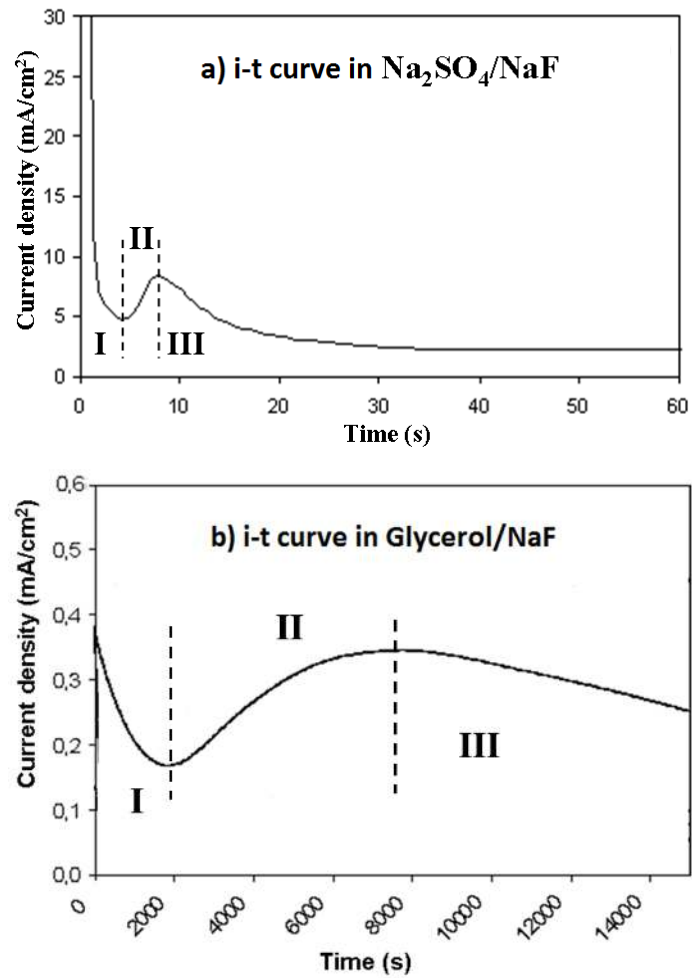 30
a) i-t curve in Na₂SO₄/NaF
25
20
15
10
5
0
Current density (mA/cm²)
I
II
III
0 10 20 30 40 50 60
Time (s)
0,6
b) i-t curve in Glycerol/NaF
0,5
0,4
0,3
0,2
0,1
0,0
Current density (mA/cm²)
I
II
III
0 2000 4000 6000 8000 10000 12000 14000
Time (s)